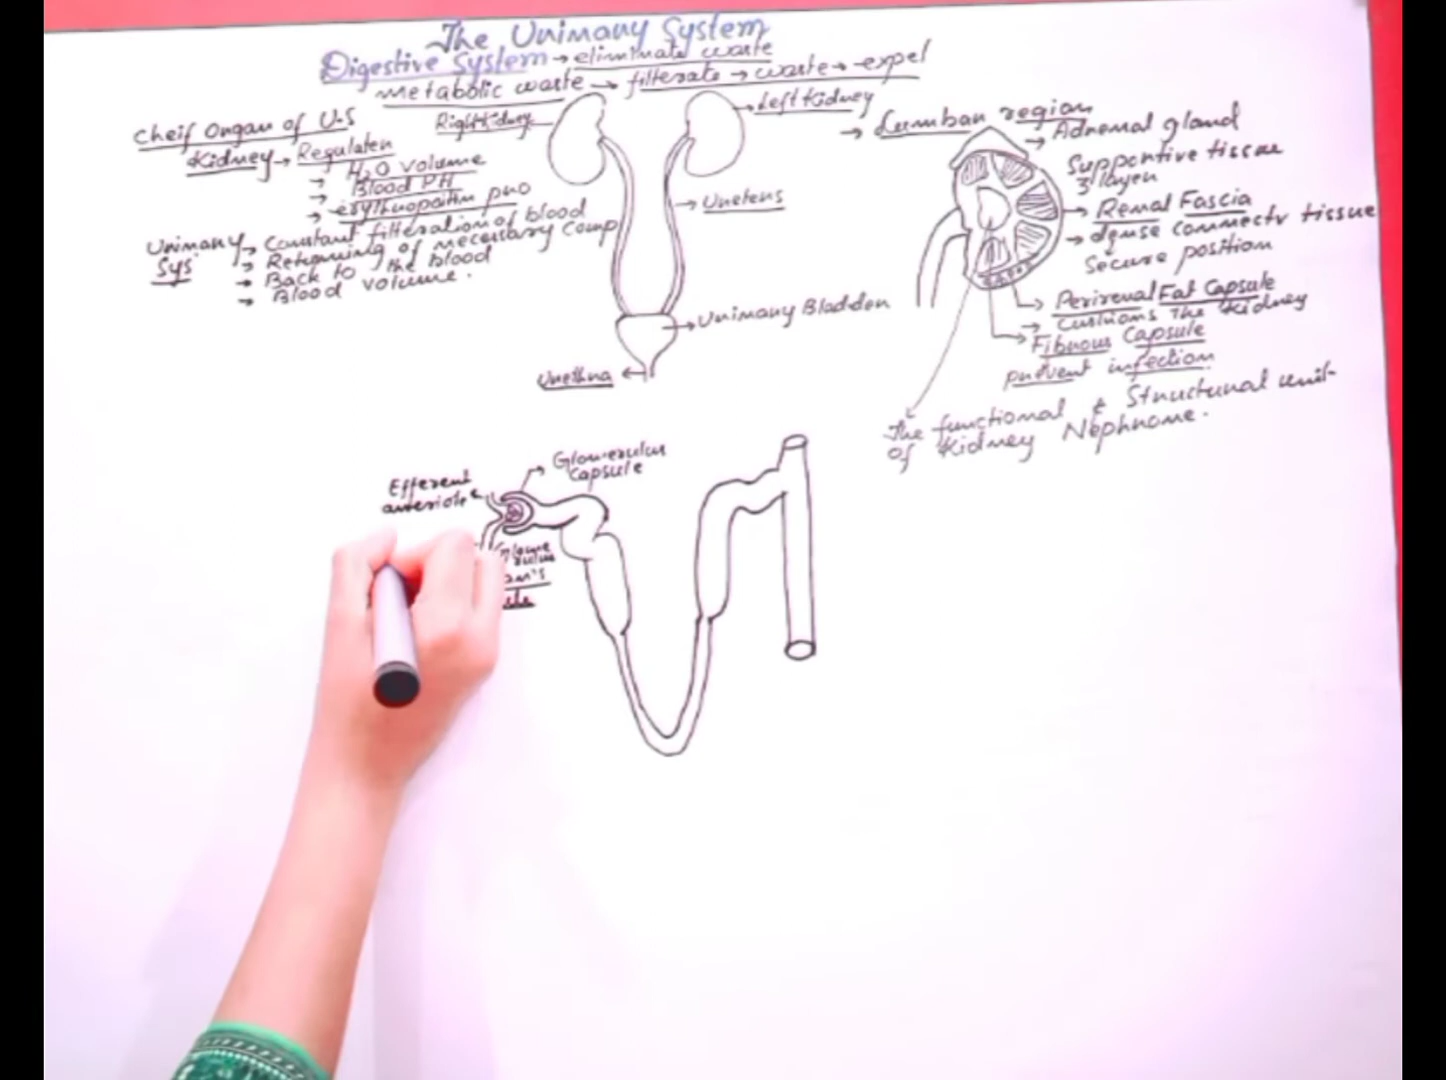 The Urinary System
Digestive System → eliminate waste
metabolic waste → filterate → waste → expel
Cheif Organ of U.S
Kidney → Regulaten
→ H2O volume
→ Blood PH
→ erythropoitin pro
Urinary Sys
→ Constant filteration of blood
→ Returning of necessary comp
→ Back to the blood
→ Blood volume.
Right Kidney
Left Kidney
→ Lumbar region
Ureters
Urinary Bladder
Urethra
→ Adrenal gland
Supportive tissue
3 layer
→ Renal Fascia
→ dense connectv tissue
Secure position
→ Perirenal Fat Capsule
→ Cushions The Kidney
→ Fibrous Capsule
prevent infection
The functional & Structural unit
of Kidney Nephrone.
Efferent
arteriole
Glomerulus
capsule